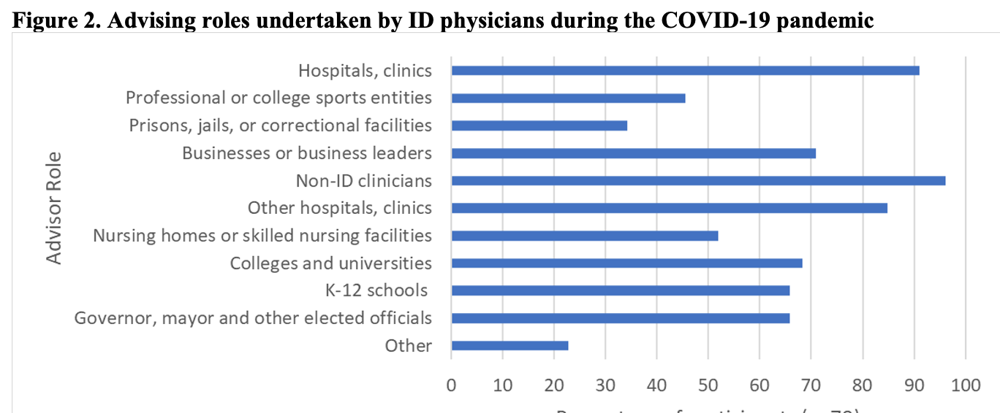 Figure 2. Advising roles undertaken by ID physicians during the COVID-19 pandemic
Hospitals, clinics
Professional or college sports entities
Prisons, jails, or correctional facilities
Businesses or business leaders
Non-ID clinicians
Other hospitals, clinics
Nursing homes or skilled nursing facilities
Colleges and universities
K-12 schools
Governor, mayor and other elected officials
Other
Advisor Role
0 10 20 30 40 50 60 70 80 90 100